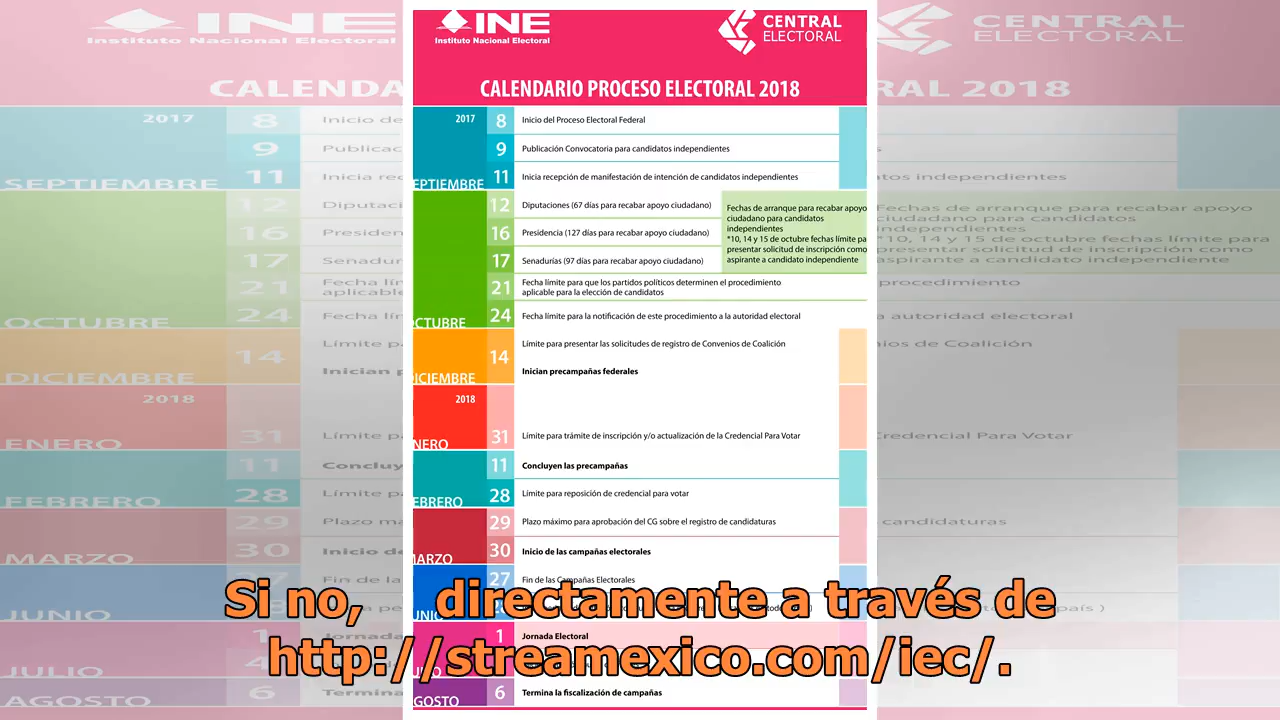 INE
Instituto Nacional Electoral
CENTRAL
ELECTORAL
CALENDARIO PROCESO ELECTORAL 2018
2017
8 Inicio del Proceso Electoral Federal
9 Publicación Convocatoria para candidatos independientes
SEPTIEMBRE 11 Inicia recepción de manifestación de intención de candidatos independientes
12 Diputaciones (67 días para recabar apoyo ciudadano)
16 Presidencia (127 días para recabar apoyo ciudadano)
17 Senadurías (97 días para recabar apoyo ciudadano)
Fechas de arranque para recabar apoyo
ciudadano para candidatos
independientes
*10, 14 y 15 de octubre fechas límite para
presentar solicitud de inscripción como
aspirante a candidato independiente
21 Fecha límite para que los partidos políticos determinen el procedimiento
aplicable para la elección de candidatos
OCTUBRE 24 Fecha límite para la notificación de este procedimiento a la autoridad electoral
14 Límite para presentar las solicitudes de registro de Convenios de Coalición
DICIEMBRE Inician precampañas federales
2018
ENERO 31 Límite para trámite de inscripción y/o actualización de la Credencial Para Votar
11 Concluyen las precampañas
FEBRERO 28 Límite para reposición de credencial para votar
29 Plazo máximo para aprobación del CG sobre el registro de candidaturas
MARZO 30 Inicio de las campañas electorales
27 Fin de las Campañas Electorales
JUNIO
1 Jornada Electoral
JULIO
AGOSTO 6 Termina la fiscalización de campañas
Si no, directamente a través de
http://streamexico.com/iec/.